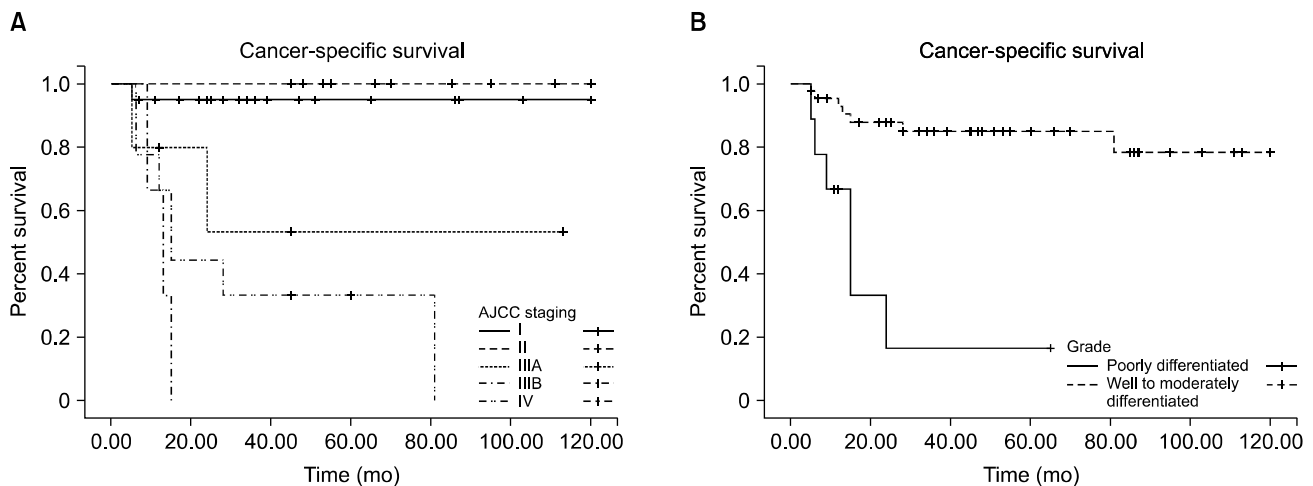 A
Cancer-specific survival
1.0
0.8
0.6
0.4
0.2
0
Percent survival
0.00 20.00 40.00 60.00 80.00 100.00 120.00
Time (mo)
AJCC staging
I
II
IIIA
IIIB
IV
B
Cancer-specific survival
1.0
0.8
0.6
0.4
0.2
0
Percent survival
0.00 20.00 40.00 60.00 80.00 100.00 120.00
Time (mo)
Grade
Poorly differentiated
Well to moderately
differentiated